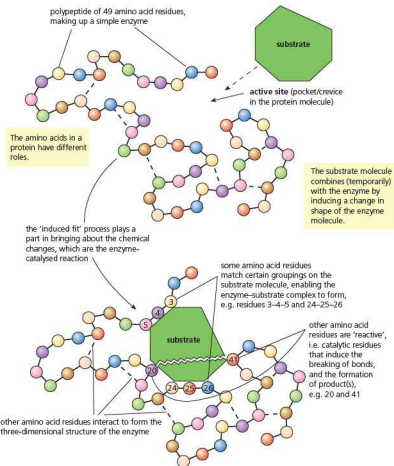 polypeptide of 49 amino acid residues,
making up a simple enzyme
substrate
active site (pocket/crevice
in the protein molecule)
The amino acids in a
protein have different
roles.
The substrate molecule
combines (temporarily)
with the enzyme by
inducing a change in
shape of the enzyme
molecule.
the ‘induced fit’ process plays a
part in bringing about the chemical
changes, which are the enzyme-
catalysed reaction
some amino acid residues
match certain groupings on the
substrate molecule, enabling the
enzyme–substrate complex to form,
e.g. residues 3–4–5 and 24–25–26
3
4
5
substrate
other amino acid
residues are ‘reactive’,
i.e. catalytic residues
that induce the
breaking of bonds,
and the formation
of product(s),
e.g. 20 and 41
41
20
24 25 26
other amino acid residues interact to form the
three-dimensional structure of the enzyme